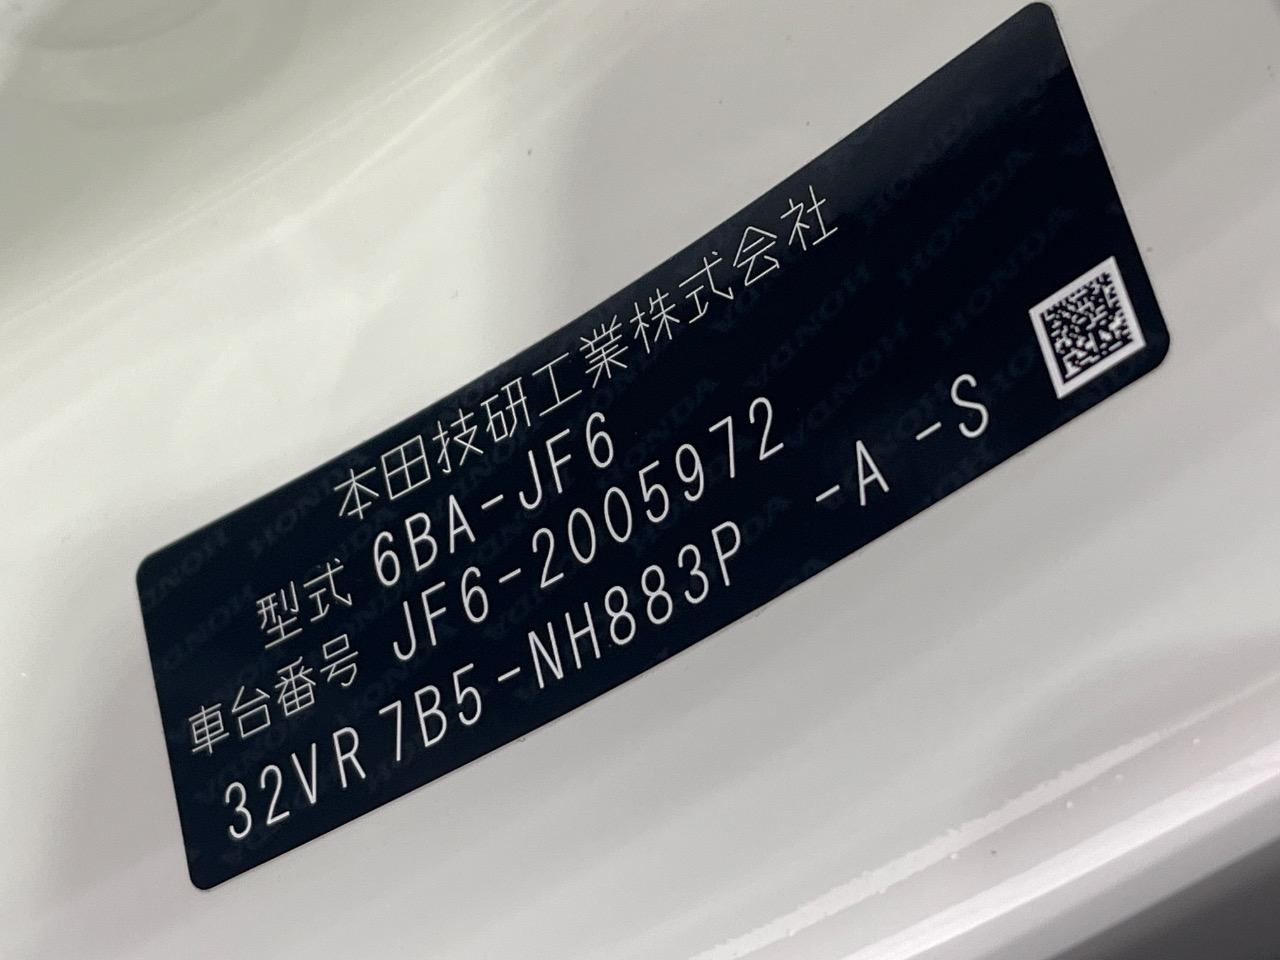 本田技研工業株式会社
型式 6BA-JF6
車台番号 JF6-2005972
32VR 7B5-NH883P -A -S